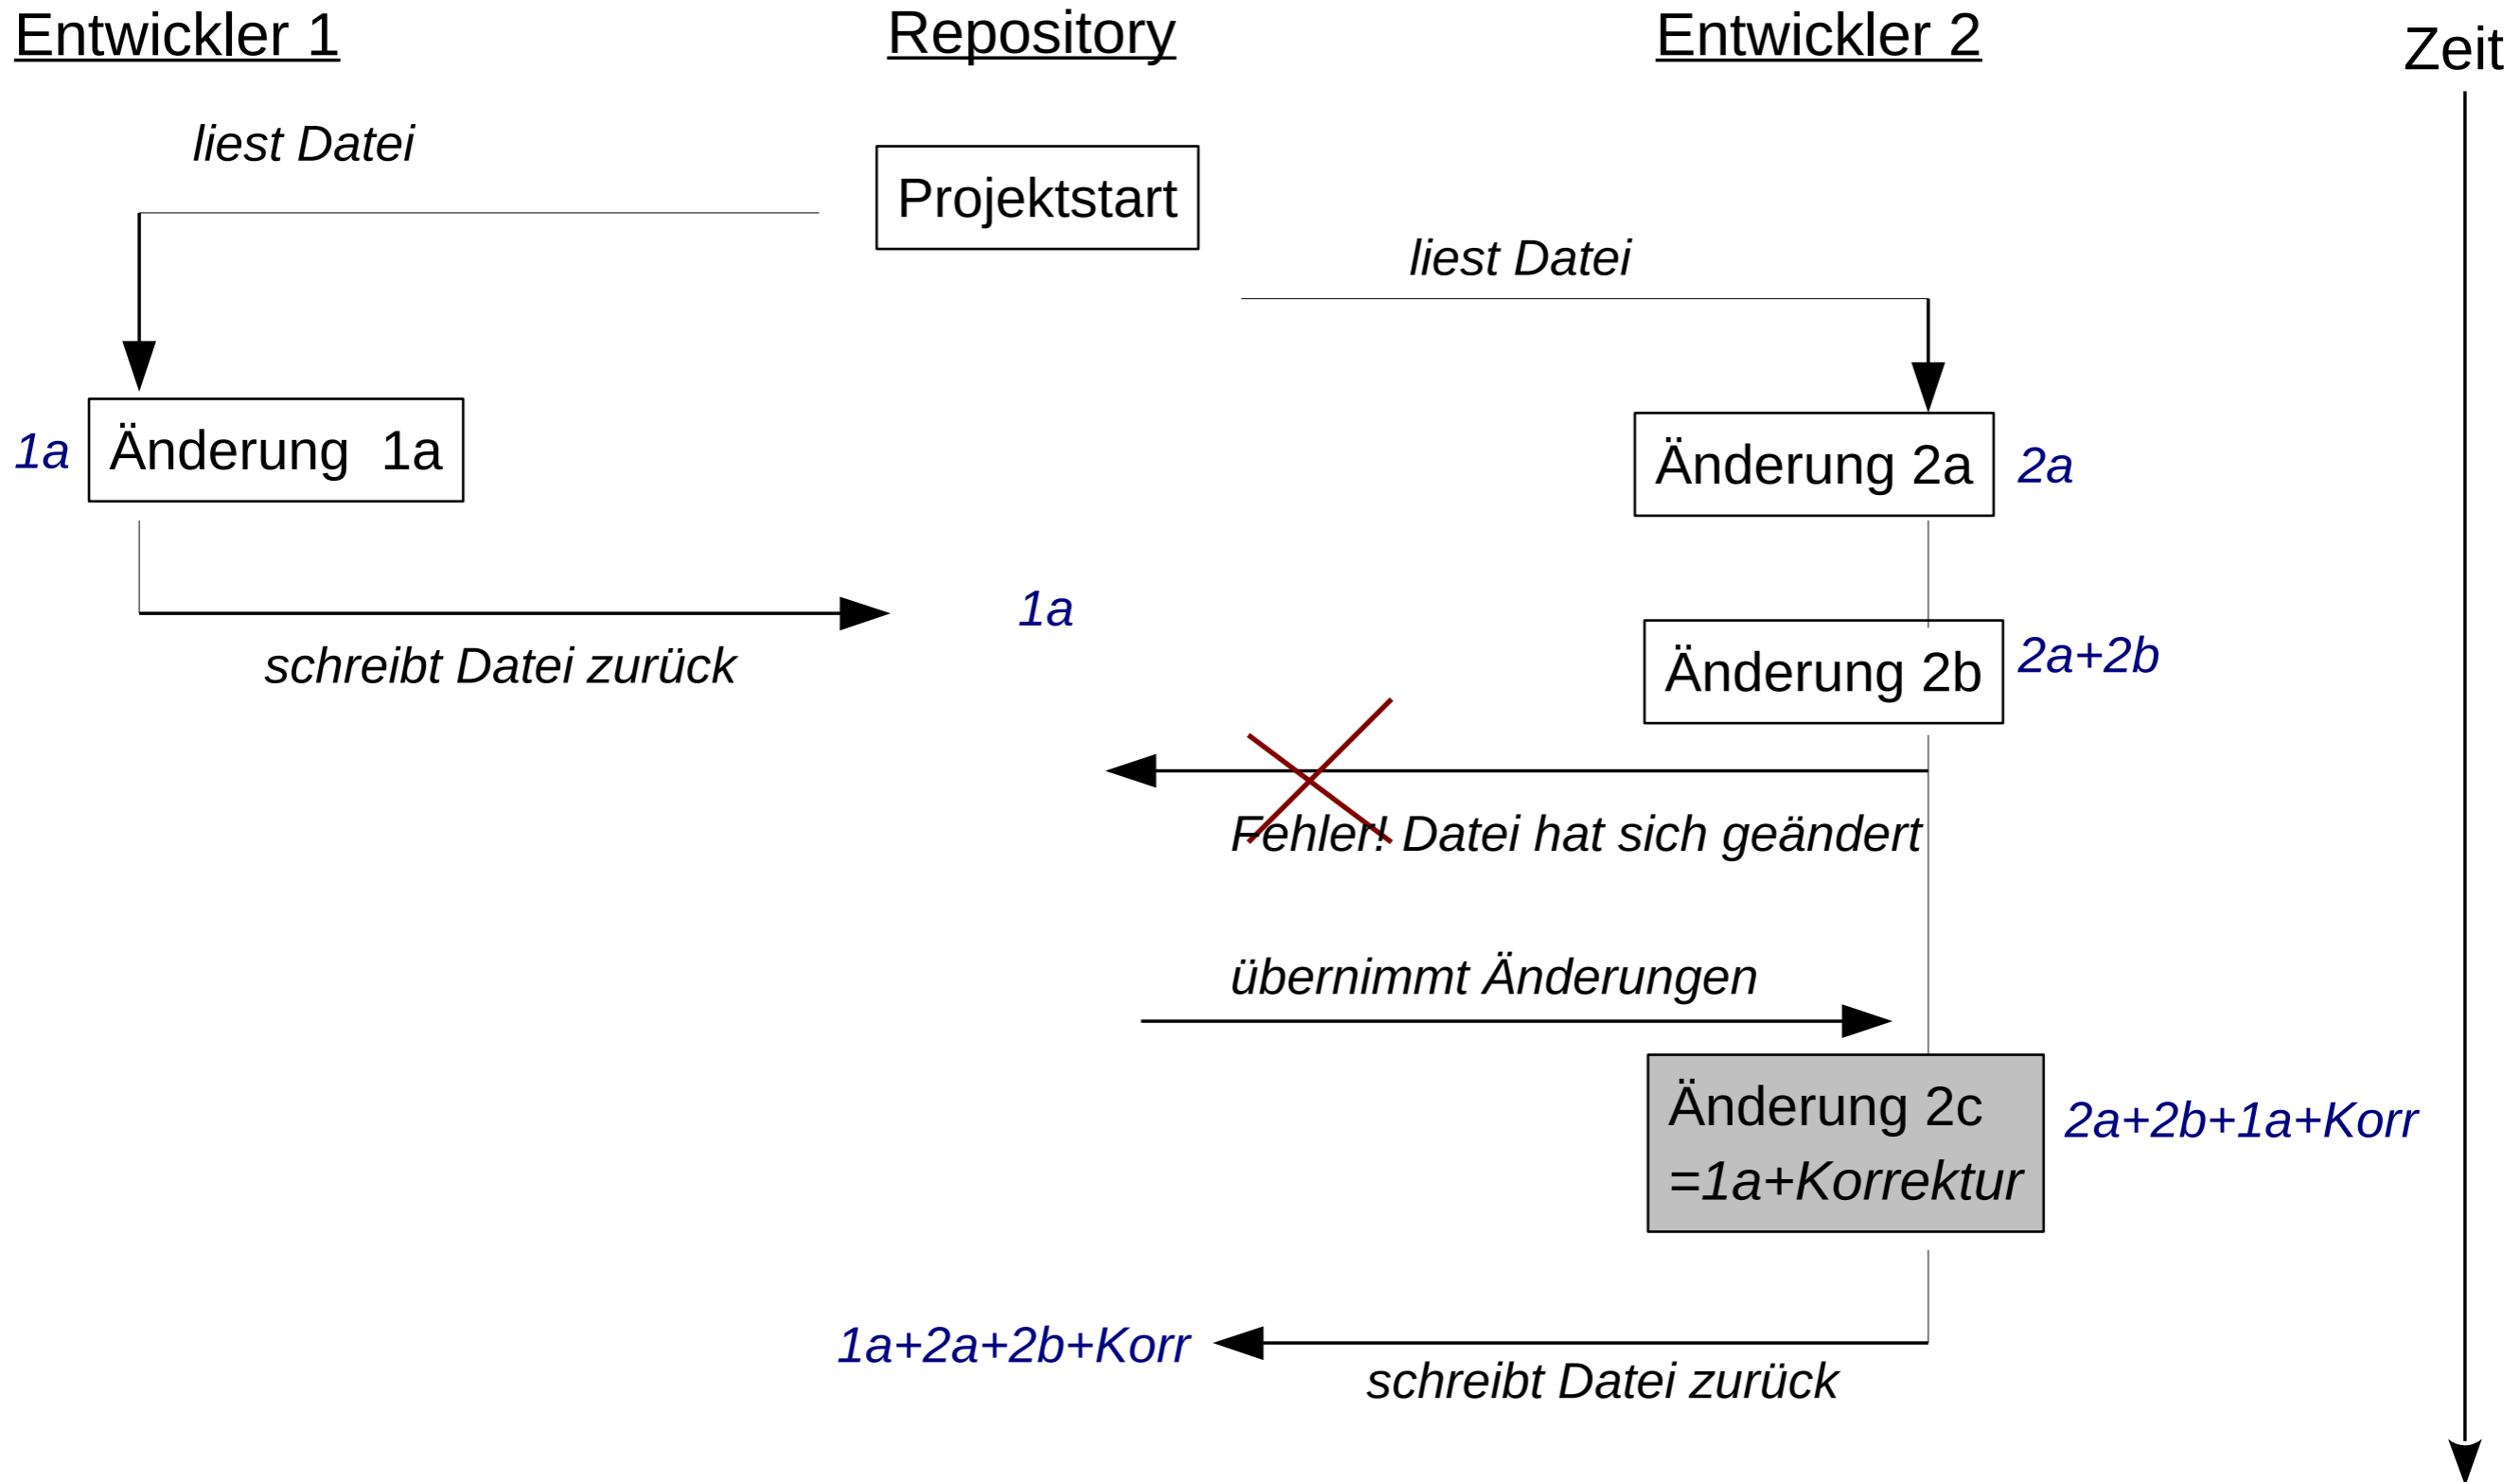 Entwickler 1
Repository
Entwickler 2
Zeit
liest Datei
Projektstart
liest Datei
1a
Änderung  1a
Änderung 2a
2a
1a
schreibt Datei zurück
Änderung 2b
2a+2b
Fehler! Datei hat sich geändert
übernimmt Änderungen
Änderung 2c
=1a+Korrektur
2a+2b+1a+Korr
1a+2a+2b+Korr
schreibt Datei zurück